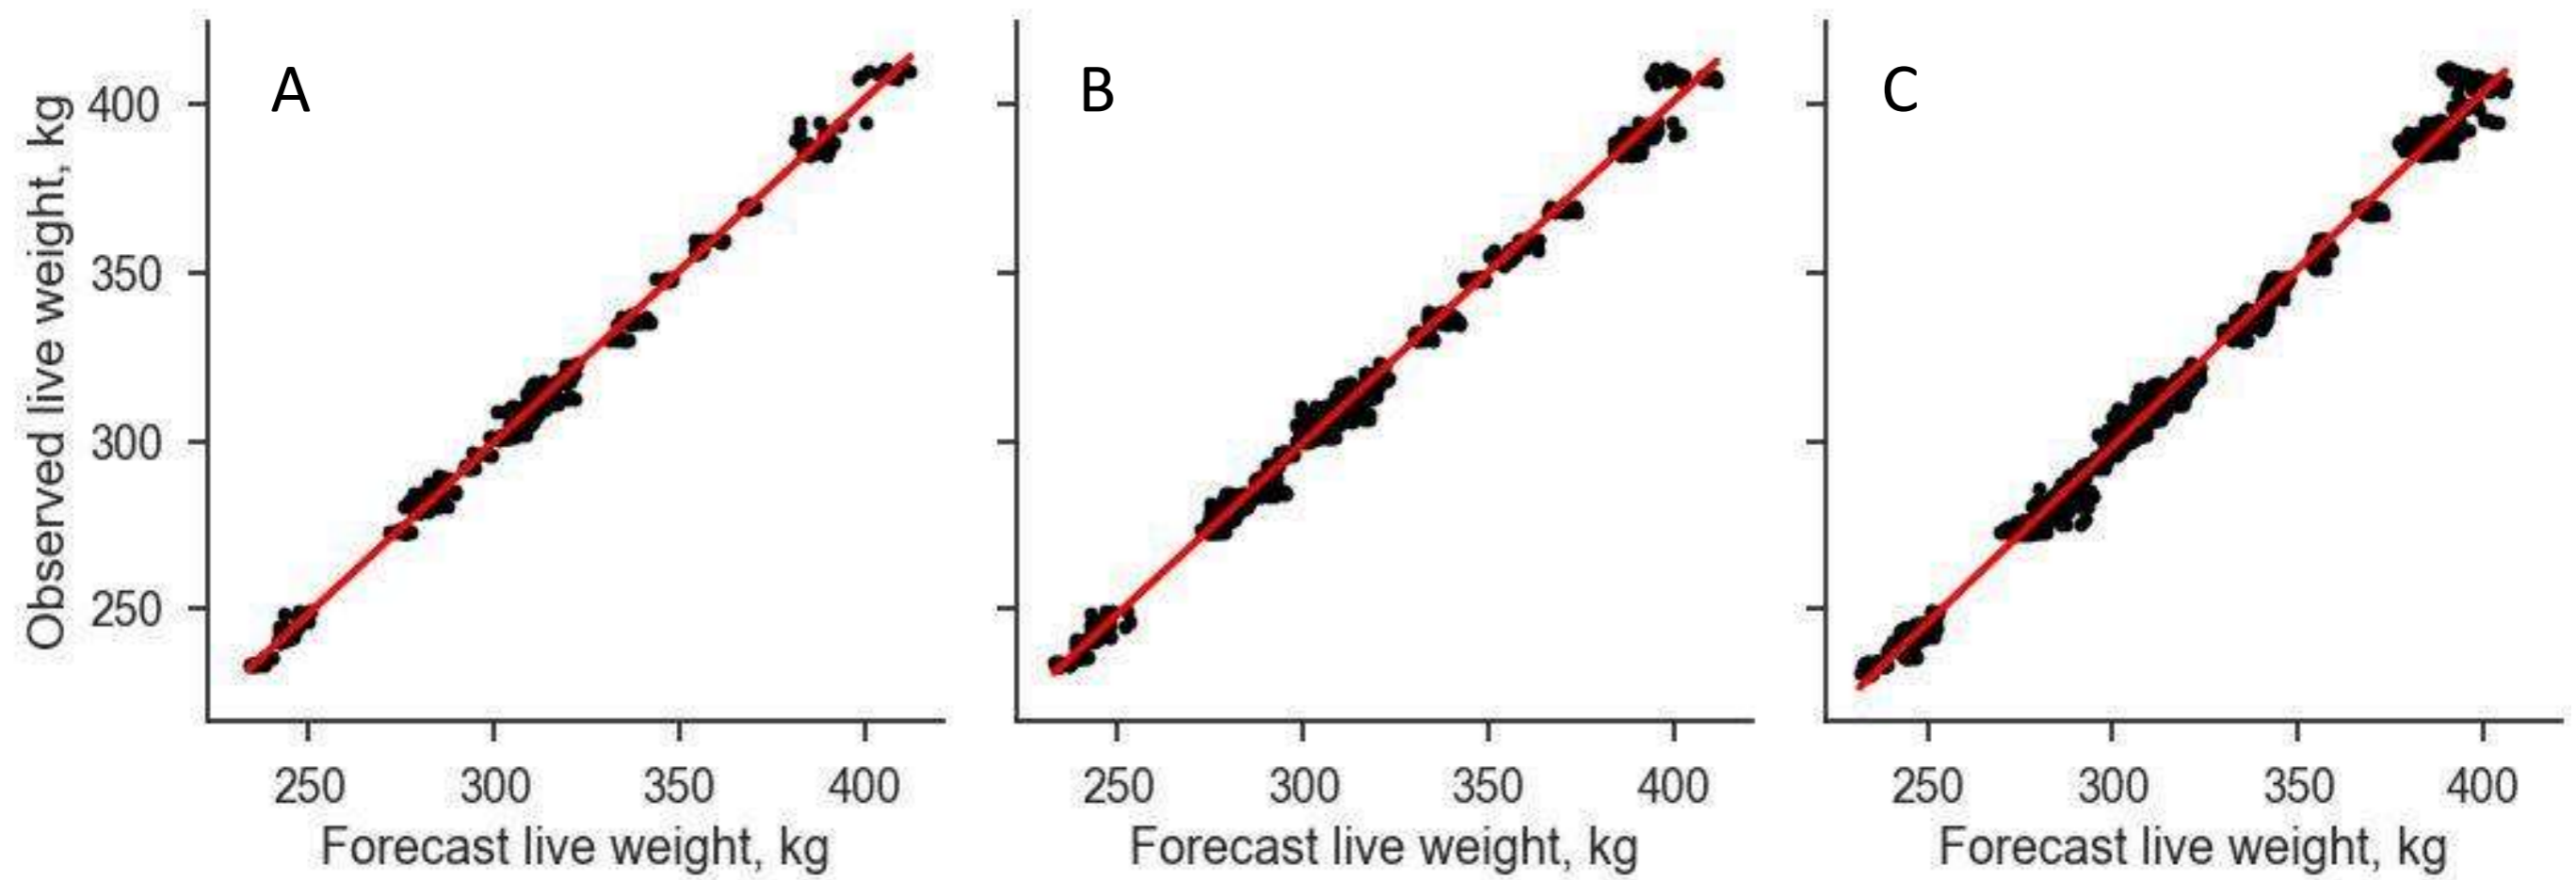 A
B
C
Observed live weight, kg
400
350
300
250
250 300 350 400
250 300 350 400
250 300 350 400
Forecast live weight, kg
Forecast live weight, kg
Forecast live weight, kg